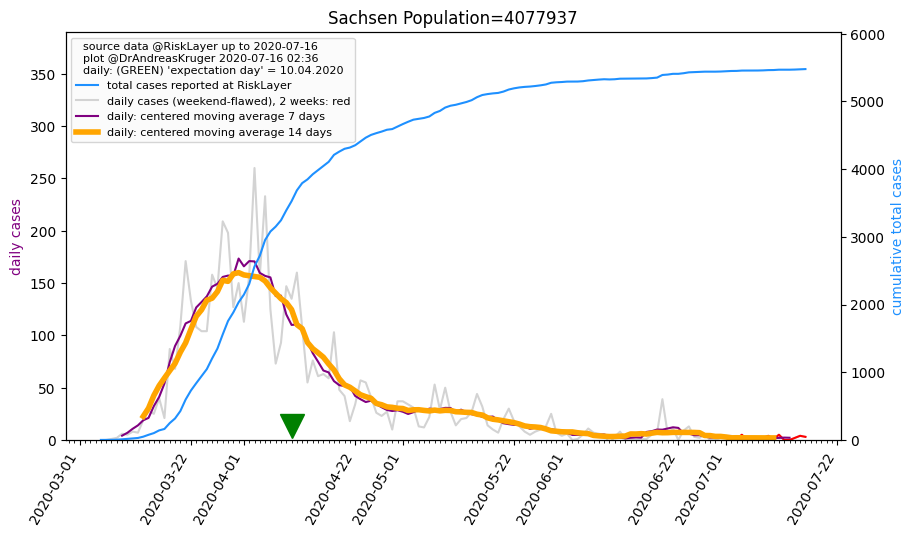 Sachsen Population=4077937
source data @RiskLayer up to 2020-07-16
plot @DrAndreasKruger 2020-07-16 02:36
daily: (GREEN) 'expectation day' = 10.04.2020
total cases reported at RiskLayer
daily cases (weekend-flawed), 2 weeks: red
daily: centered moving average 7 days
daily: centered moving average 14 days
daily cases
350
300
250
200
150
100
50
0
6000
5000
4000
3000
2000
1000
0
cumulative total cases
2020-03-01
2020-03-22
2020-04-01
2020-04-22
2020-05-01
2020-05-22
2020-06-01
2020-06-22
2020-07-01
2020-07-22